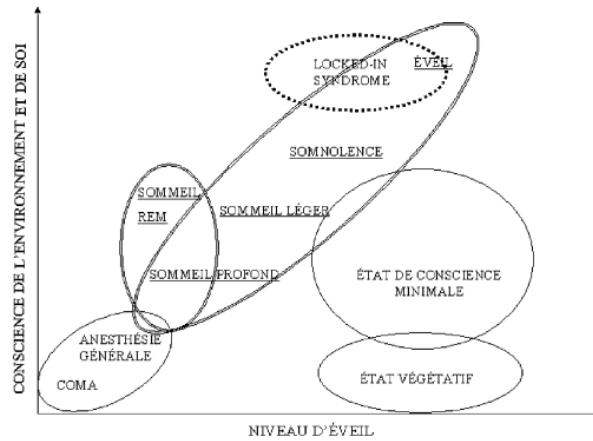 CONSCIENCE DE L'ENVIRONNEMENT ET DE SOI
LOCKED-IN
SYNDROME
ÉVEIL
SOMNOLENCE
SOMMEIL
REM
SOMMEIL LÉGER
SOMMEIL PROFOND
ÉTAT DE CONSCIENCE
MINIMALE
ANESTHÉSIE
GÉNÉRALE
COMA
ÉTAT VÉGÉTATIF
NIVEAU D'ÉVEIL